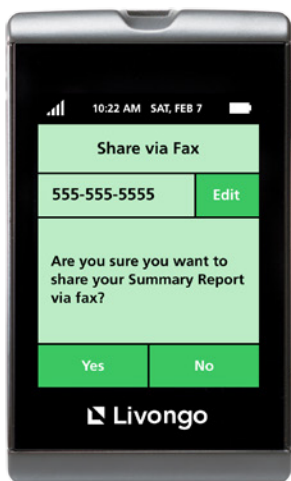 10:22 AM SAT, FEB 7
Share via Fax
555-555-5555 Edit
Are you sure you want to
share your Summary Report
via fax?
Yes No
Livongo